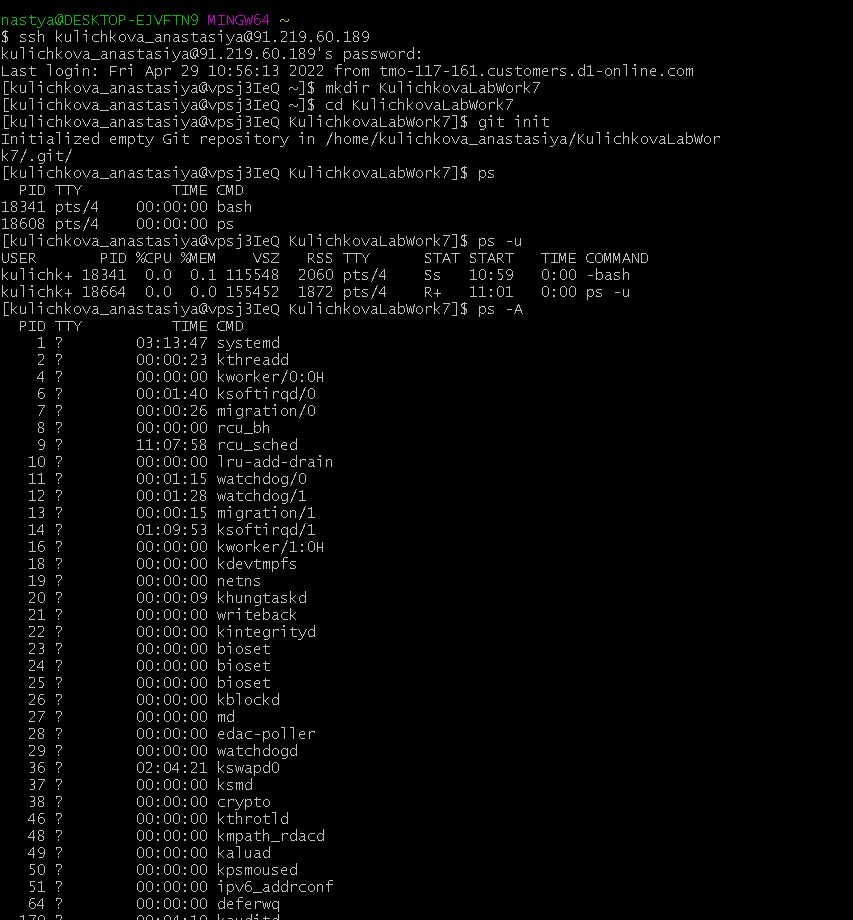 nastya@DESKTOP-EJVFTN9 MINGW64 ~
$ ssh kulichkova_anastasiya@91.219.60.189
kulichkova_anastasiya@91.219.60.189's password:
Last login: Fri Apr 29 10:56:13 2022 from tmo-117-161.customers.d1-online.com
[kulichkova_anastasiya@vpsj3IeQ ~]$ mkdir KulichkovaLabWork7
[kulichkova_anastasiya@vpsj3IeQ ~]$ cd KulichkovaLabWork7
[kulichkova_anastasiya@vpsj3IeQ KulichkovaLabWork7]$ git init
Initialized empty Git repository in /home/kulichkova_anastasiya/KulichkovaLabWor
k7/.git/
[kulichkova_anastasiya@vpsj3IeQ KulichkovaLabWork7]$ ps
  PID TTY          TIME CMD
18341 pts/4    00:00:00 bash
18608 pts/4    00:00:00 ps
[kulichkova_anastasiya@vpsj3IeQ KulichkovaLabWork7]$ ps -u
USER       PID %CPU %MEM    VSZ   RSS TTY      STAT START   TIME COMMAND
kulichk+ 18341  0.0  0.1 115548  2060 pts/4    Ss   10:59   0:00 -bash
kulichk+ 18664  0.0  0.0 155452  1872 pts/4    R+   11:01   0:00 ps -u
[kulichkova_anastasiya@vpsj3IeQ KulichkovaLabWork7]$ ps -A
  PID TTY          TIME CMD
    1 ?        03:13:47 systemd
    2 ?        00:00:23 kthreadd
    4 ?        00:00:00 kworker/0:0H
    6 ?        00:01:40 ksoftirqd/0
    7 ?        00:00:26 migration/0
    8 ?        00:00:00 rcu_bh
    9 ?        11:07:58 rcu_sched
   10 ?        00:00:00 lru-add-drain
   11 ?        00:01:15 watchdog/0
   12 ?        00:01:28 watchdog/1
   13 ?        00:00:15 migration/1
   14 ?        01:09:53 ksoftirqd/1
   16 ?        00:00:00 kworker/1:0H
   18 ?        00:00:00 kdevtmpfs
   19 ?        00:00:00 netns
   20 ?        00:00:09 khungtaskd
   21 ?        00:00:00 writeback
   22 ?        00:00:00 kintegrityd
   23 ?        00:00:00 bioset
   24 ?        00:00:00 bioset
   25 ?        00:00:00 bioset
   26 ?        00:00:00 kblockd
   27 ?        00:00:00 md
   28 ?        00:00:00 edac-poller
   29 ?        00:00:00 watchdogd
   36 ?        02:04:21 kswapd0
   37 ?        00:00:00 ksmd
   38 ?        00:00:00 crypto
   46 ?        00:00:00 kthrotld
   48 ?        00:00:00 kmpath_rdacd
   49 ?        00:00:00 kaluad
   50 ?        00:00:00 kpsmoused
   51 ?        00:00:00 ipv6_addrconf
   64 ?        00:00:00 deferwq